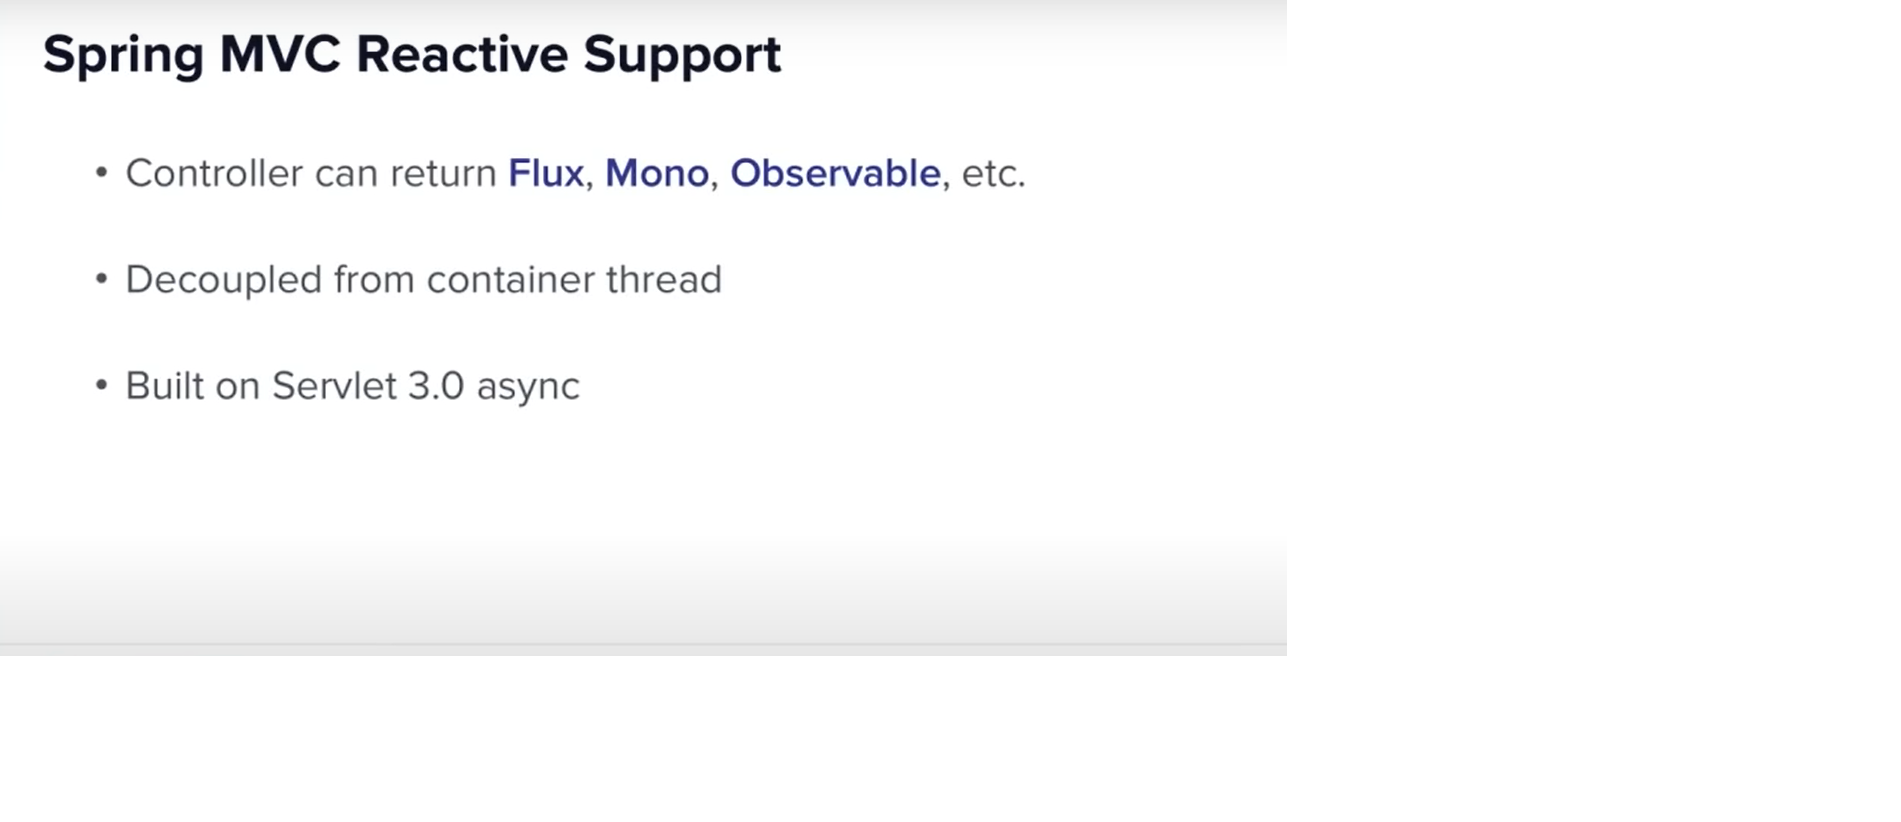 Spring MVC Reactive Support
• Controller can return Flux, Mono, Observable, etc.
• Decoupled from container thread
• Built on Servlet 3.0 async